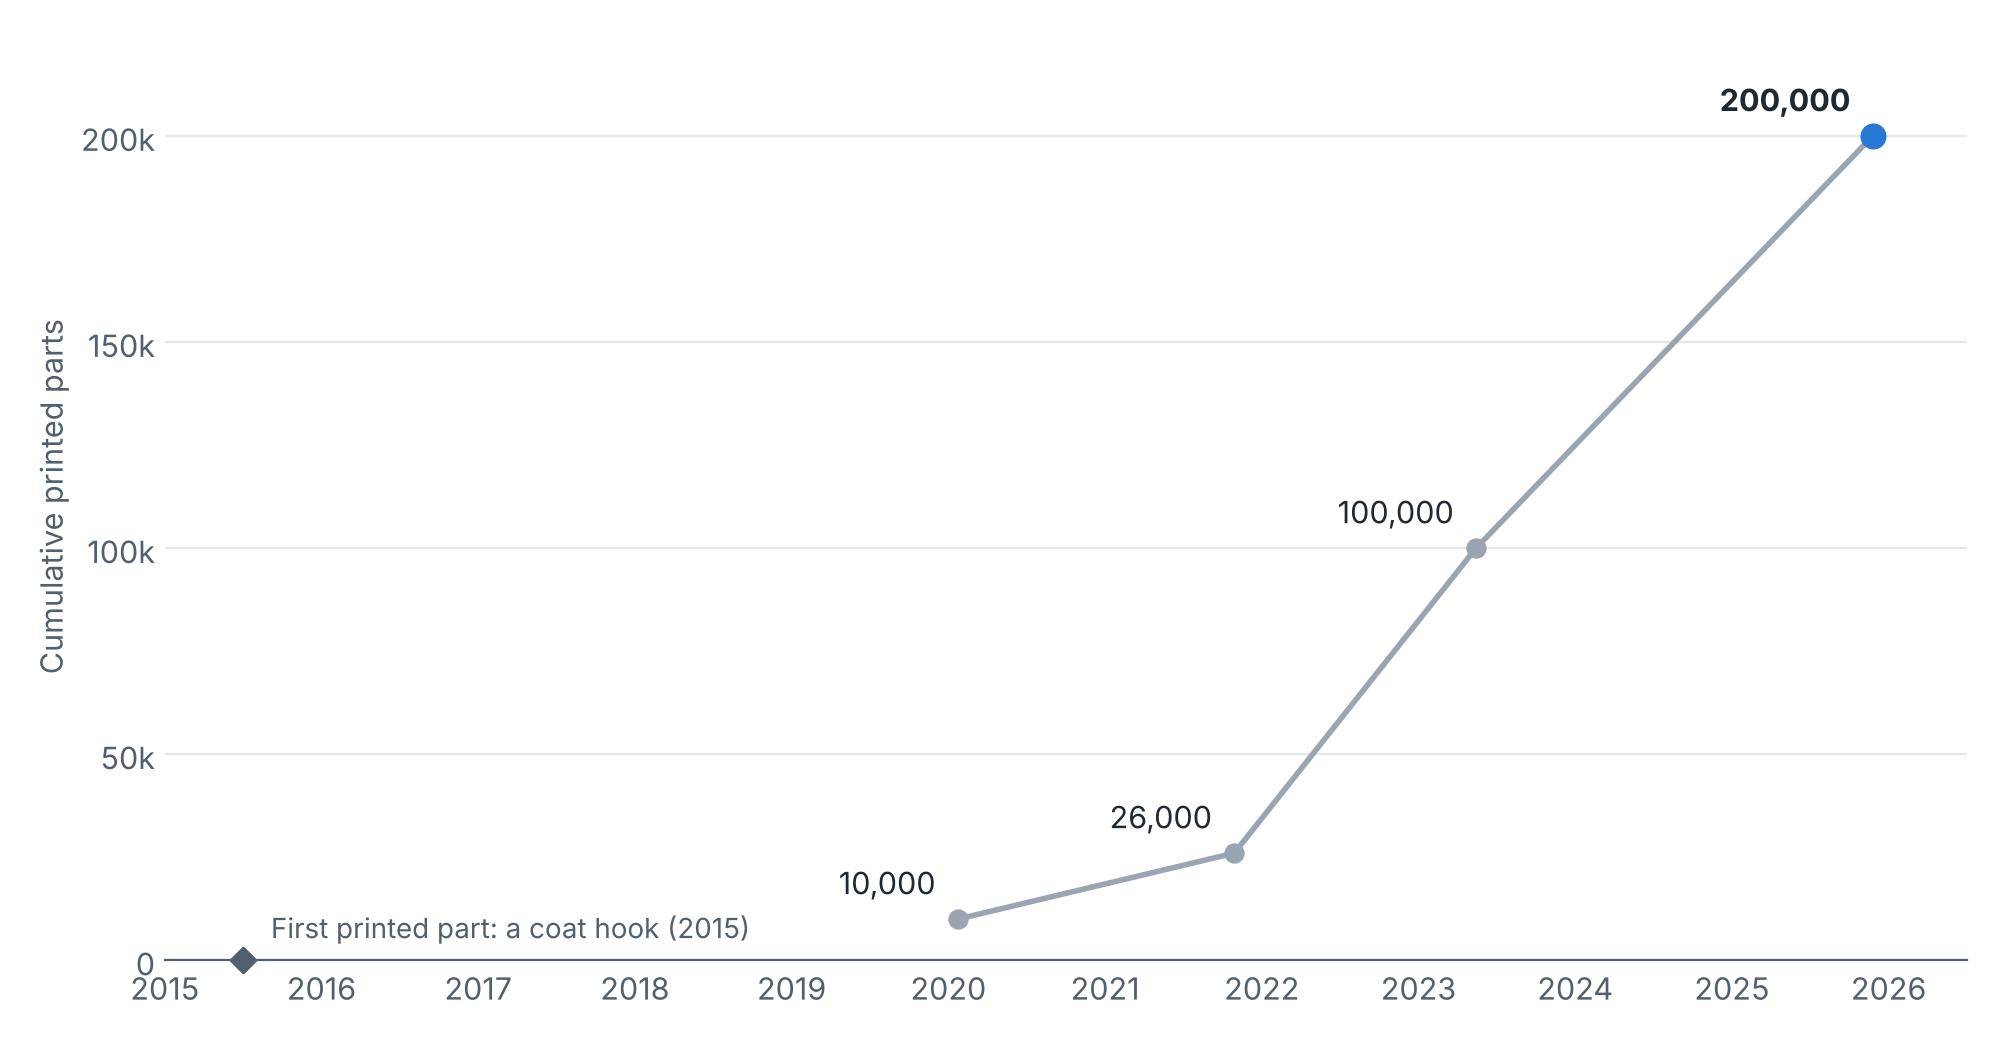 200,000
200k
150k
Cumulative printed parts
100,000
100k
50k
26,000
10,000
First printed part: a coat hook (2015)
0
2015 2016 2017 2018 2019 2020 2021 2022 2023 2024 2025 2026